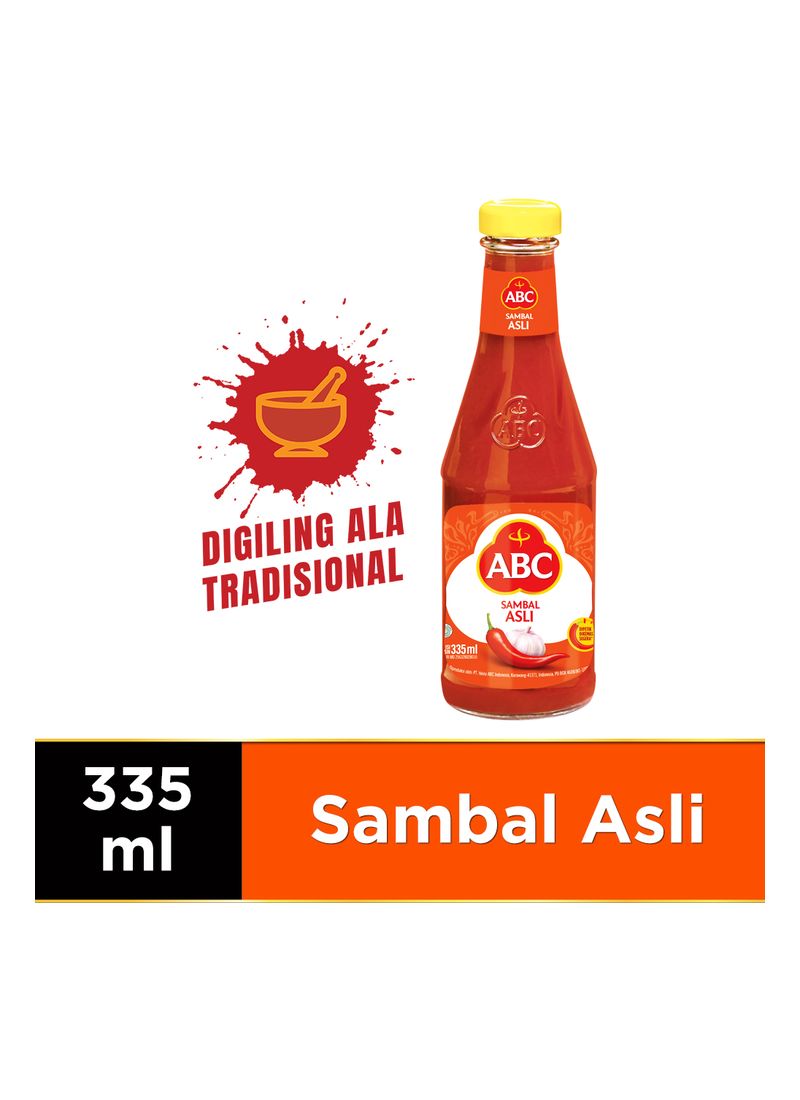 ABC
SAMBAL
ASLI
ABC
DIGILING ALA
TRADISIONAL
ABC
SAMBAL
ASLI
335ml
335
ml
Sambal Asli